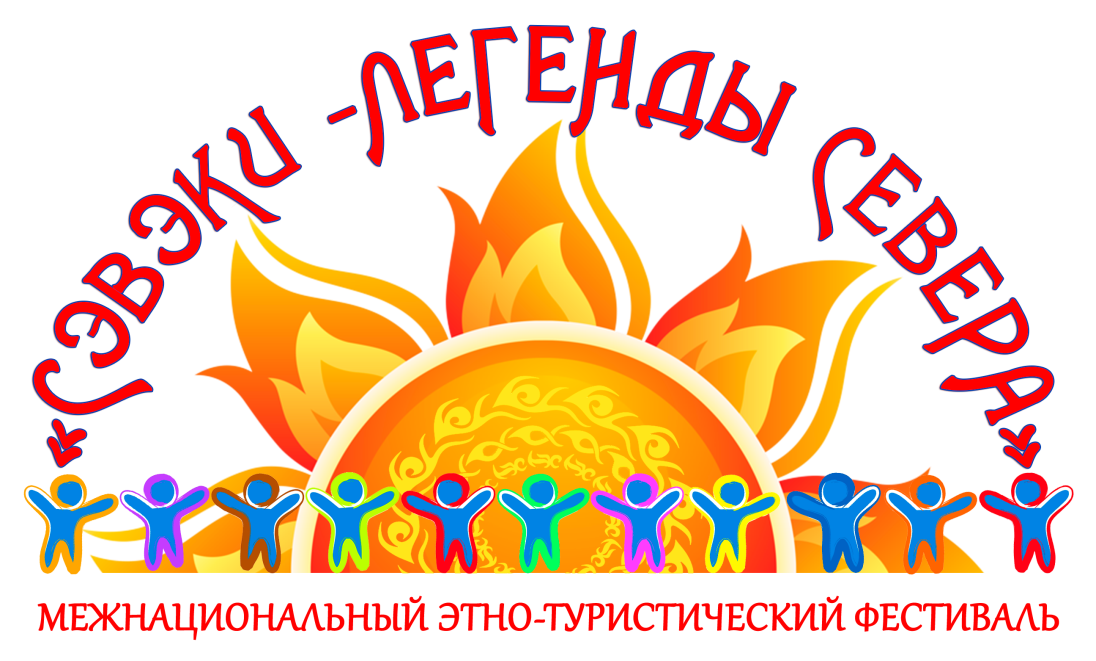 «СЭВЭКИ -ЛЕГЕНДЫ СЕВЕРА»
МЕЖНАЦИОНАЛЬНЫЙ ЭТНО-ТУРИСТИЧЕСКИЙ ФЕСТИВАЛЬ